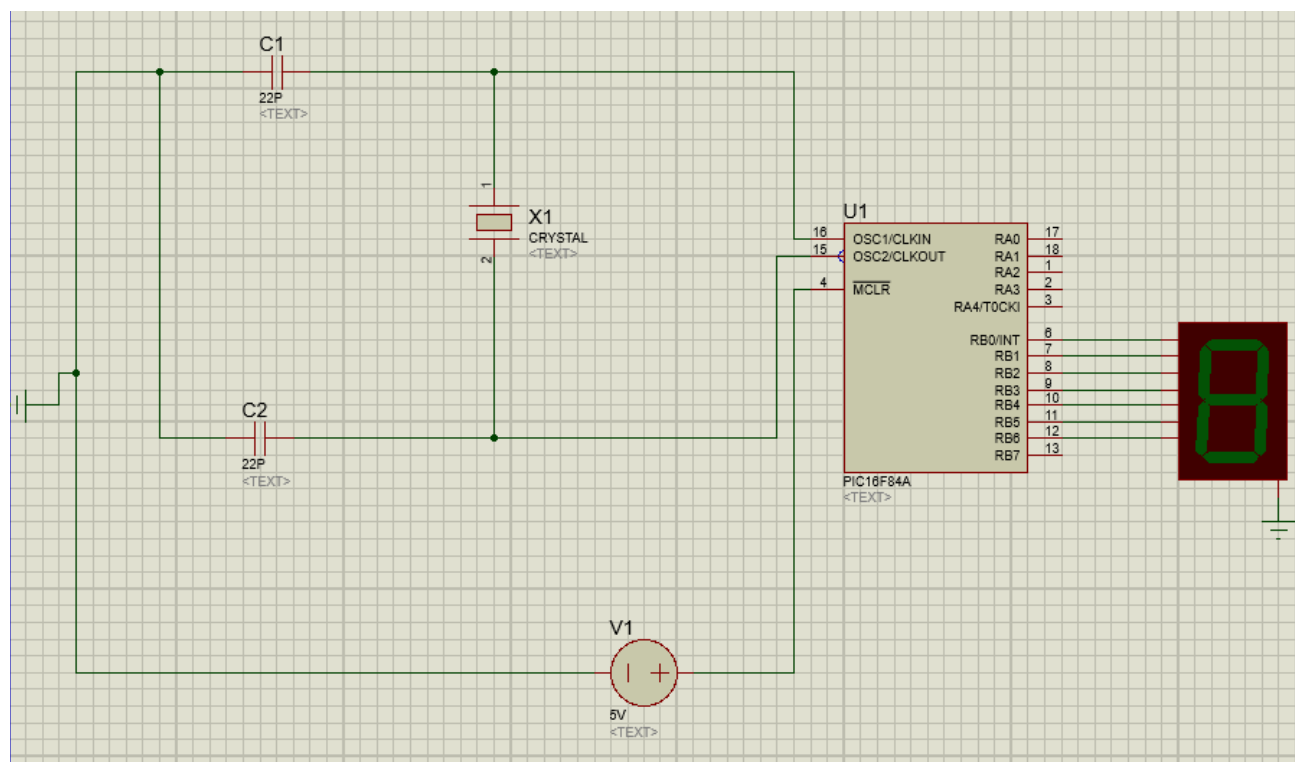 C1
22P
<TEXT>
1
X1
CRYSTAL
<TEXT>
2
C2
22P
<TEXT>
U1
16 OSC1/CLKIN RA0 17
15 OSC2/CLKOUT RA1 18
RA2 1
4 MCLR RA3 2
RA4/T0CKI 3
RB0/INT 6
RB1 7
RB2 8
RB3 9
RB4 10
RB5 11
RB6 12
RB7 13
PIC16F84A
<TEXT>
V1
5V
<TEXT>